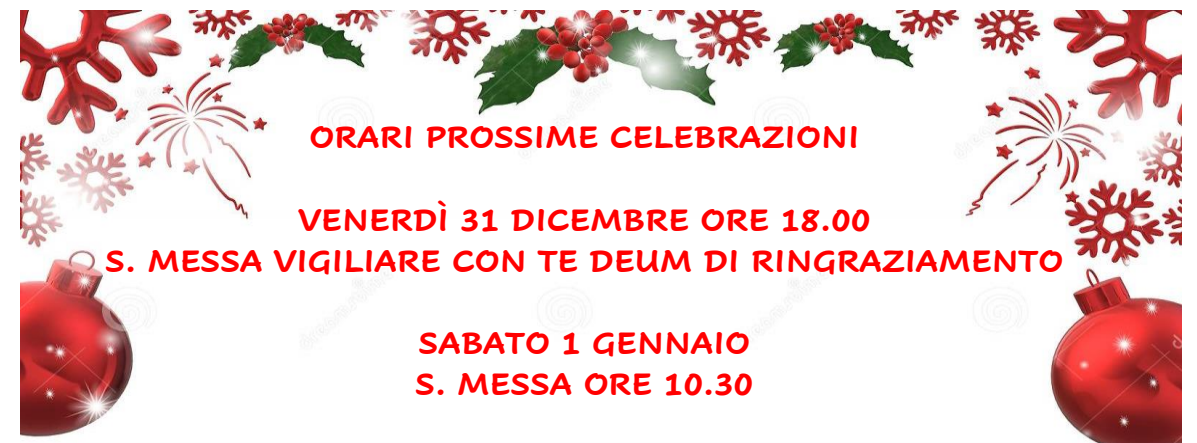 ORARI PROSSIME CELEBRAZIONI
VENERDÌ 31 DICEMBRE ORE 18.00
S. MESSA VIGILIARE CON TE DEUM DI RINGRAZIAMENTO
SABATO 1 GENNAIO
S. MESSA ORE 10.30